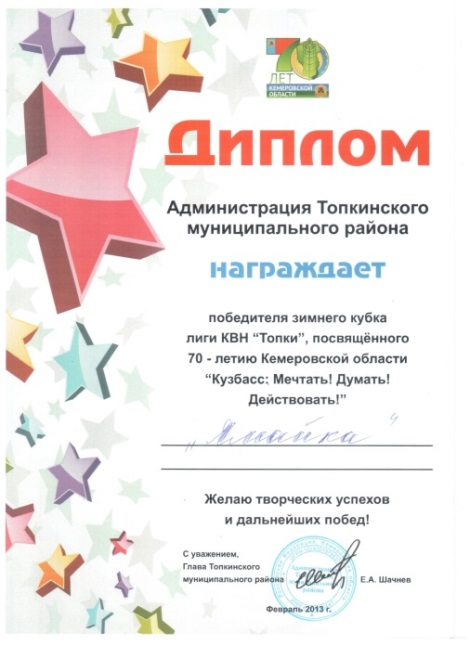 70
ЛЕТ
КЕМЕРОВСКОЙ
ОБЛАСТИ
ДИПЛОМ
Администрация Топкинского
муниципального района
награждает
победителя зимнего кубка
лиги КВН “Топки”, посвящённого
70 - летию Кемеровской области
“Кузбасс: Мечтать! Думать!
Действовать!”
„Ямайка“
Желаю творческих успехов
и дальнейших побед!
С уважением,
Глава Топкинского
муниципального района
Е.А. Шачнев
Февраль 2013 г.